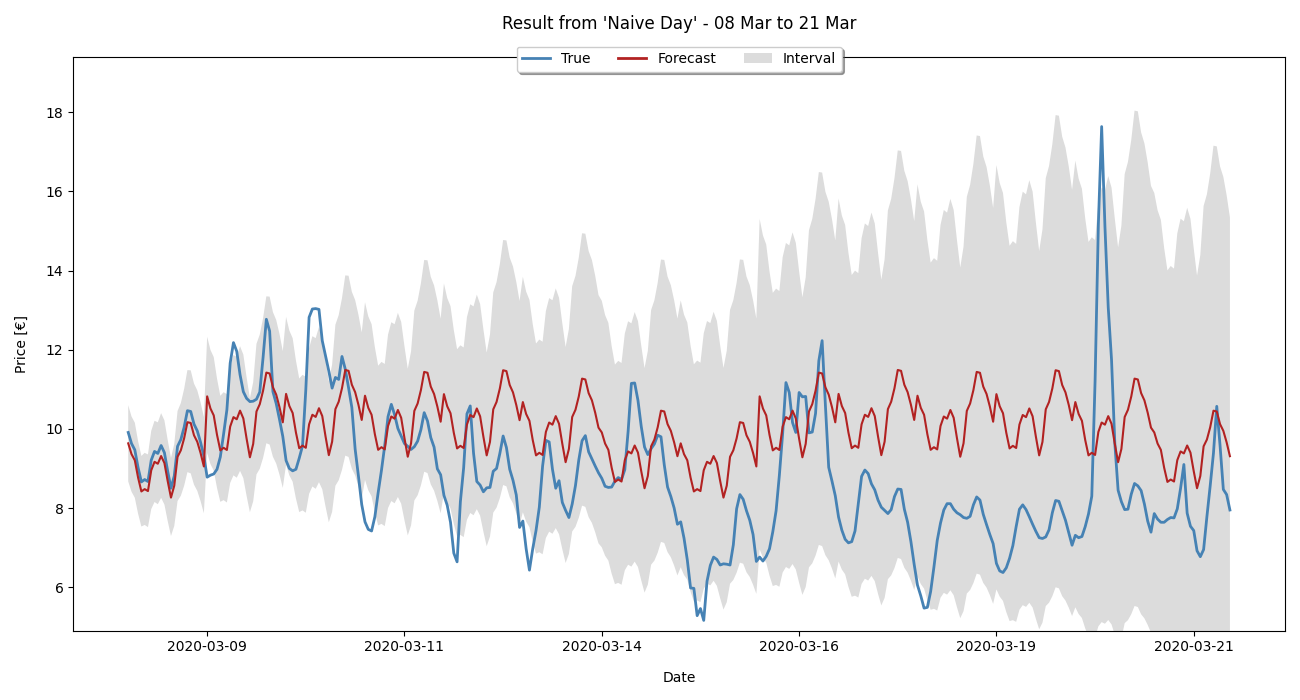 Result from 'Naive Day' - 08 Mar to 21 Mar
True Forecast Interval
Price [€]
18
16
14
12
10
8
6
2020-03-09 2020-03-11 2020-03-14 2020-03-16 2020-03-19 2020-03-21
Date